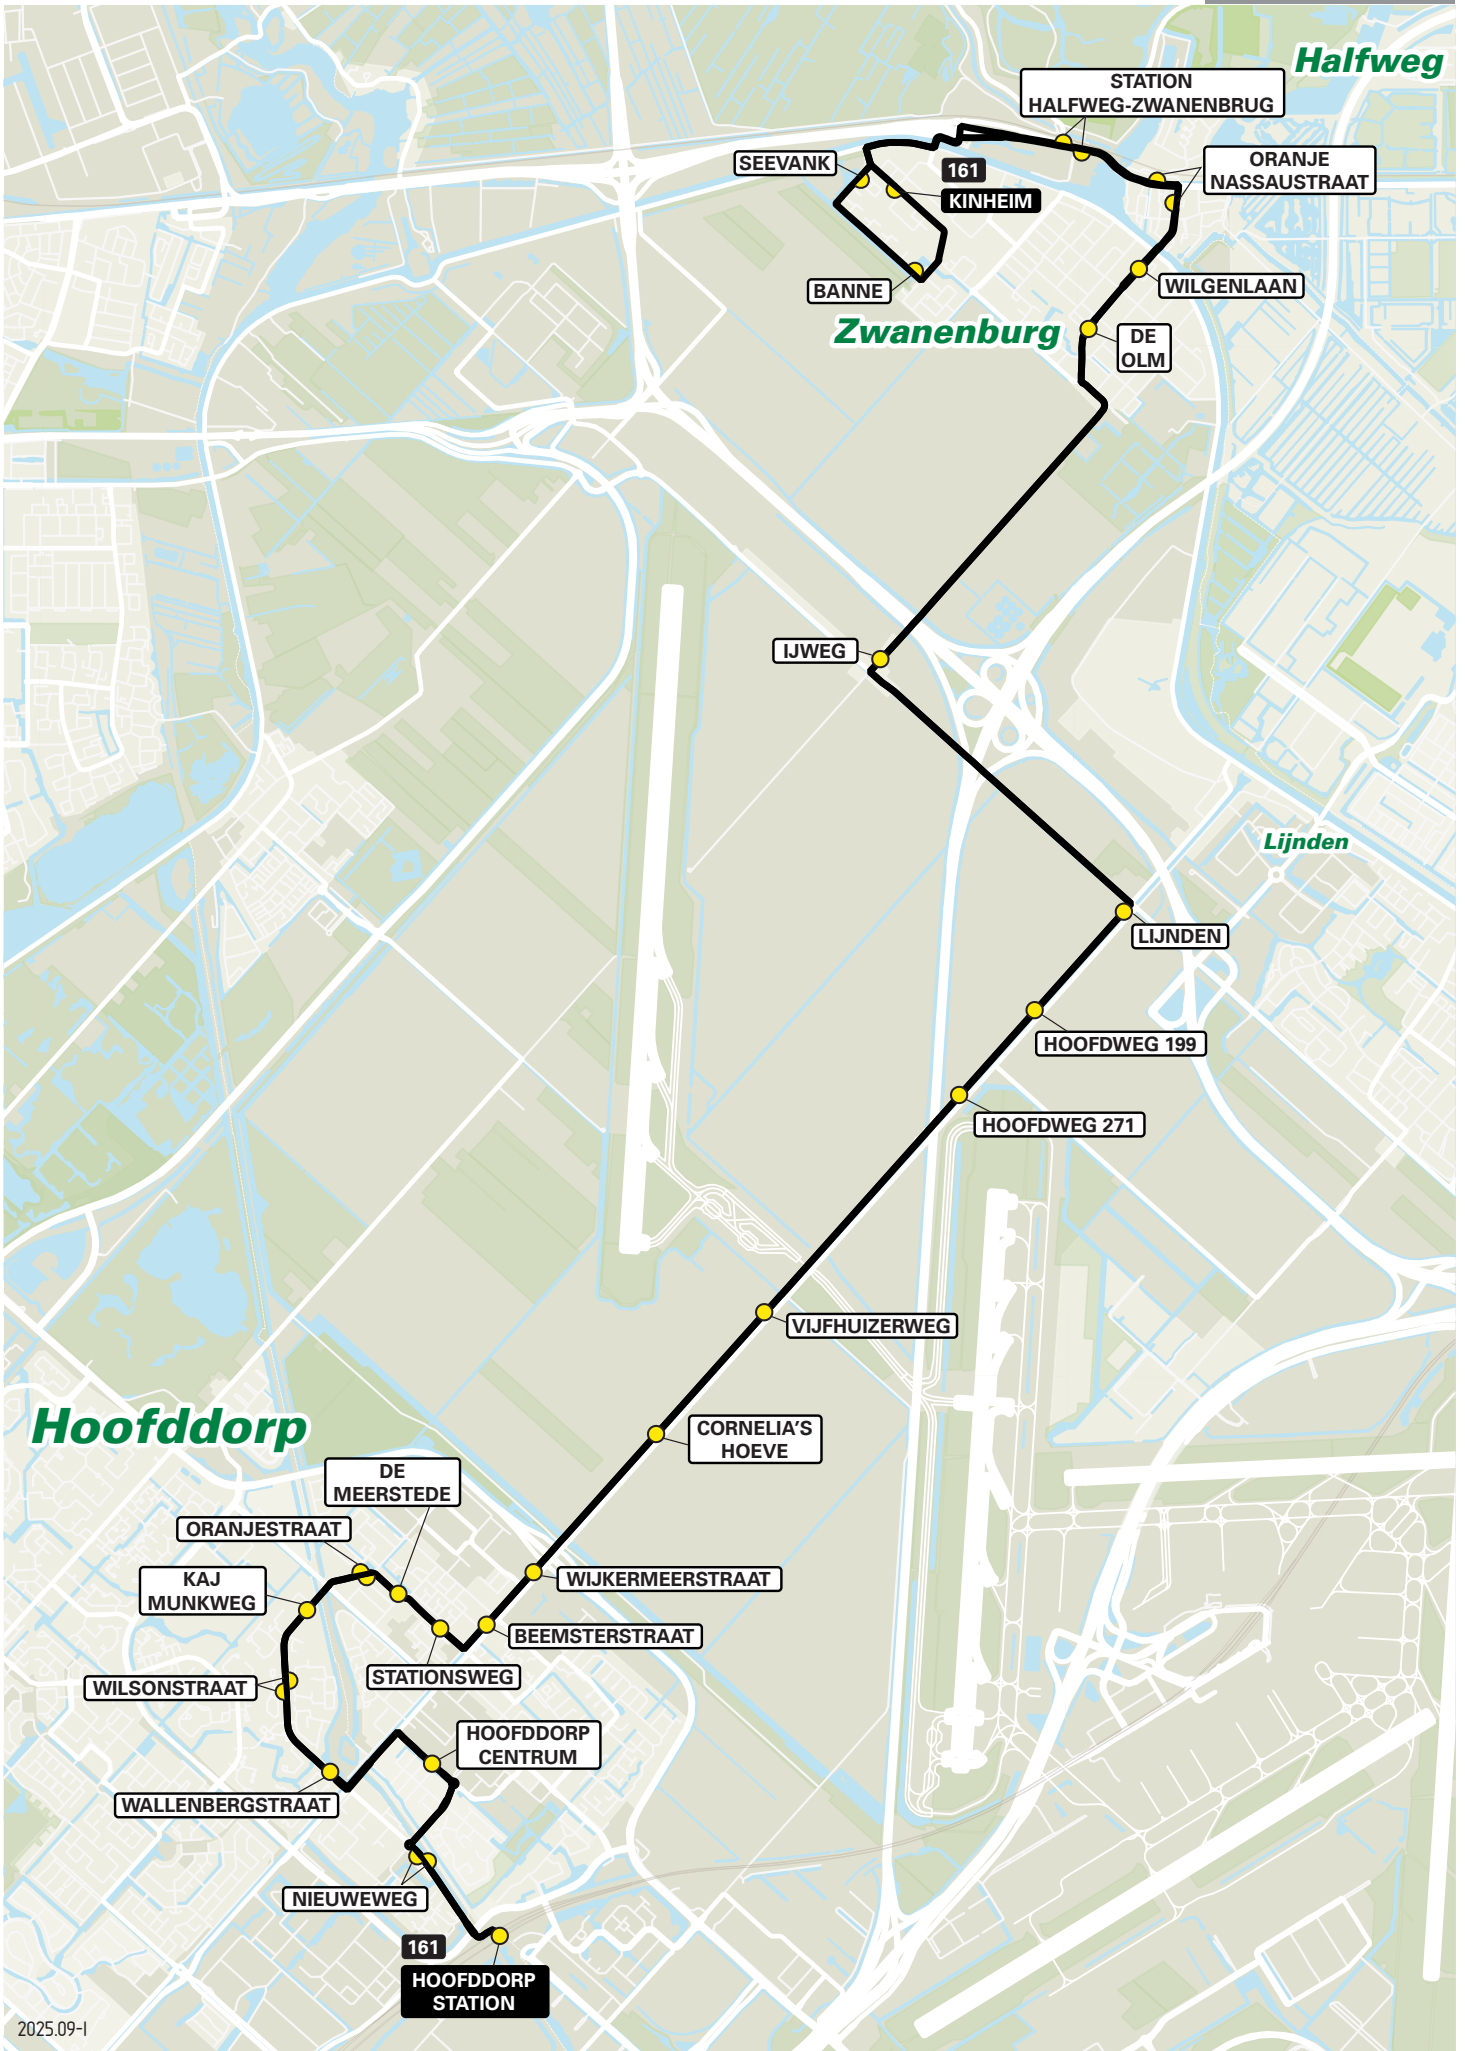 Halfweg
STATION
HALFWEG-ZWANENBRUG
SEEVANK
161
KINHEIM
ORANJE
NASSAUSTRAAT
BANNE
WILGENLAAN
Zwanenburg
DE
OLM
IJWEG
Lijnden
LIJNDEN
HOOFDWEG 199
HOOFDWEG 271
VIJFHUIZERWEG
Hoofddorp
CORNELIA'S
HOEVE
DE
MEERSTEDE
ORANJESTRAAT
KAJ
MUNKWEG
WIJKERMEERSTRAAT
BEEMSTERSTRAAT
STATIONSWEG
WILSONSTRAAT
HOOFDDORP
CENTRUM
WALLENBERGSTRAAT
NIEUWEWEG
161
HOOFDDORP
STATION
2025.09-I